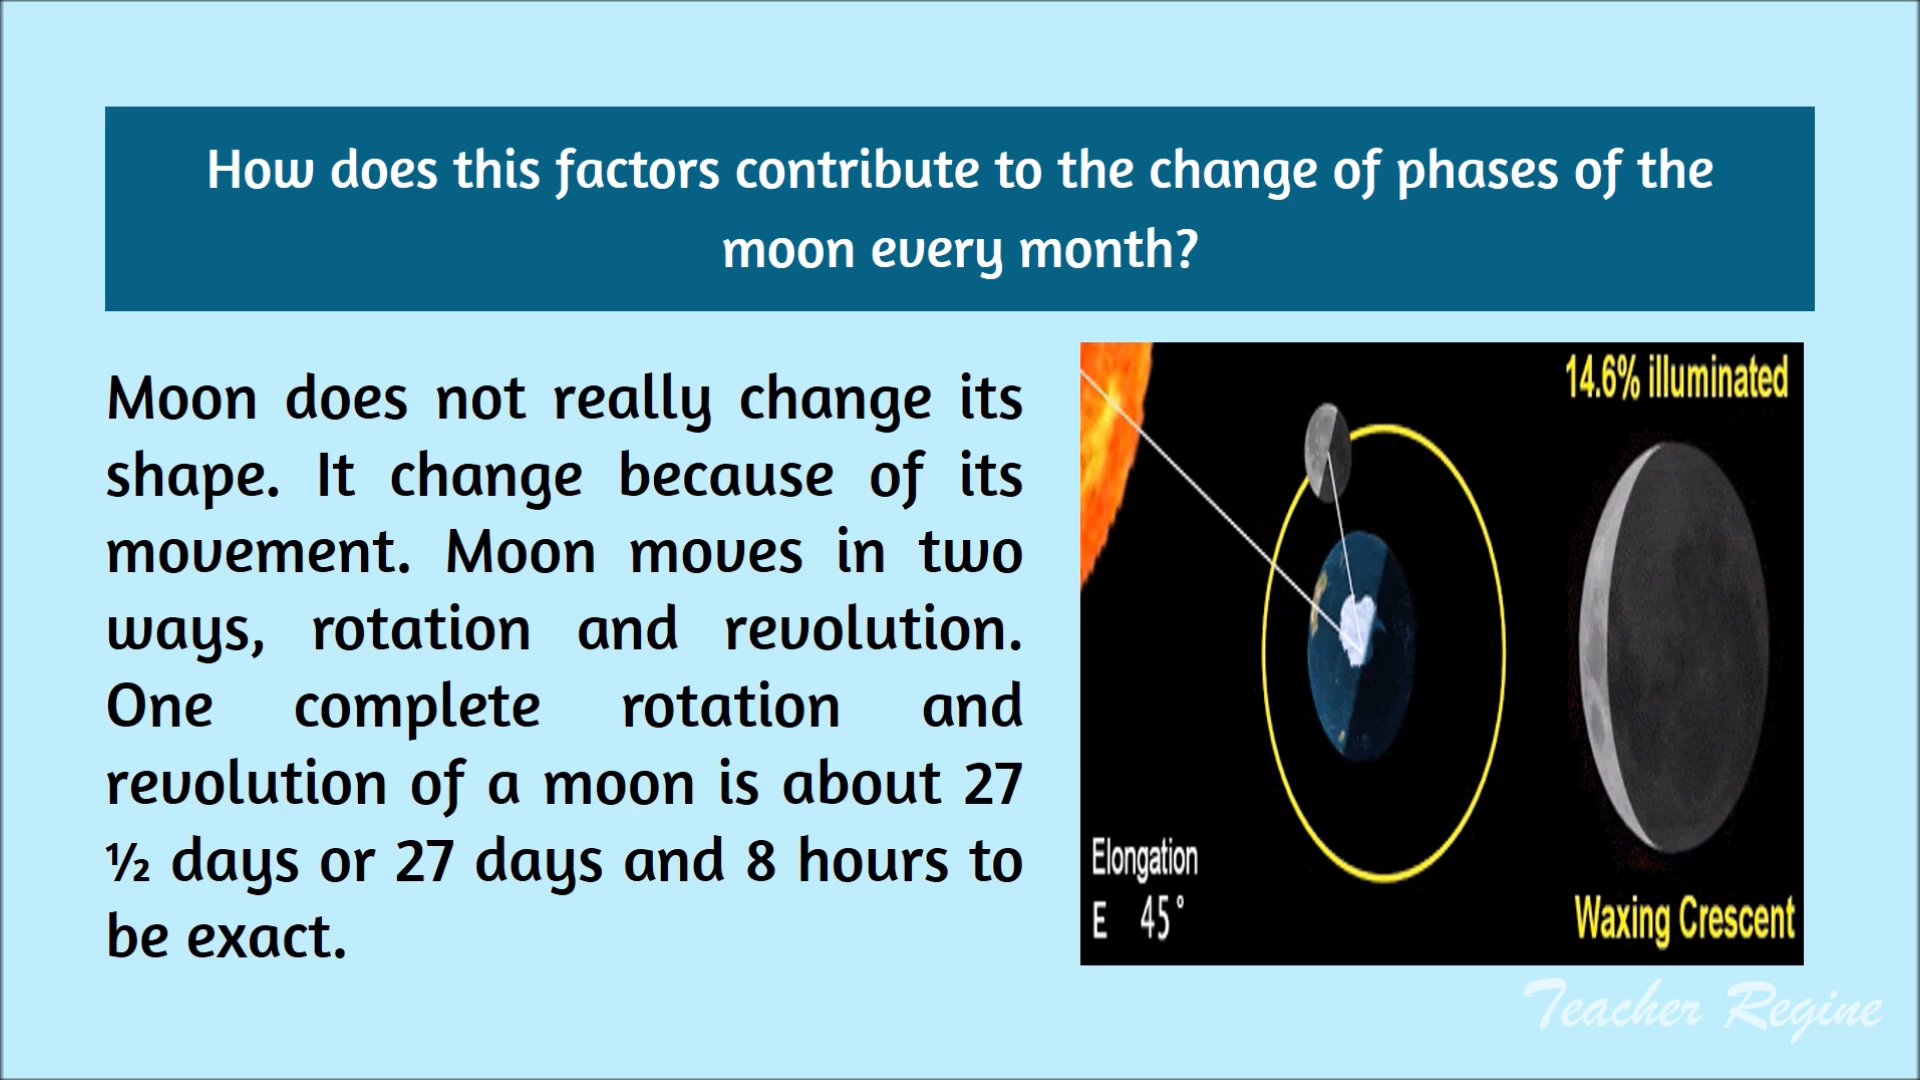 How does this factors contribute to the change of phases of the
moon every month?
Moon does not really change its
shape. It change because of its
movement. Moon moves in two
ways, rotation and revolution.
One complete rotation and
revolution of a moon is about 27
½ days or 27 days and 8 hours to
be exact.
14.6% illuminated
Elongation
E 45°
Waxing Crescent
Teacher Regine